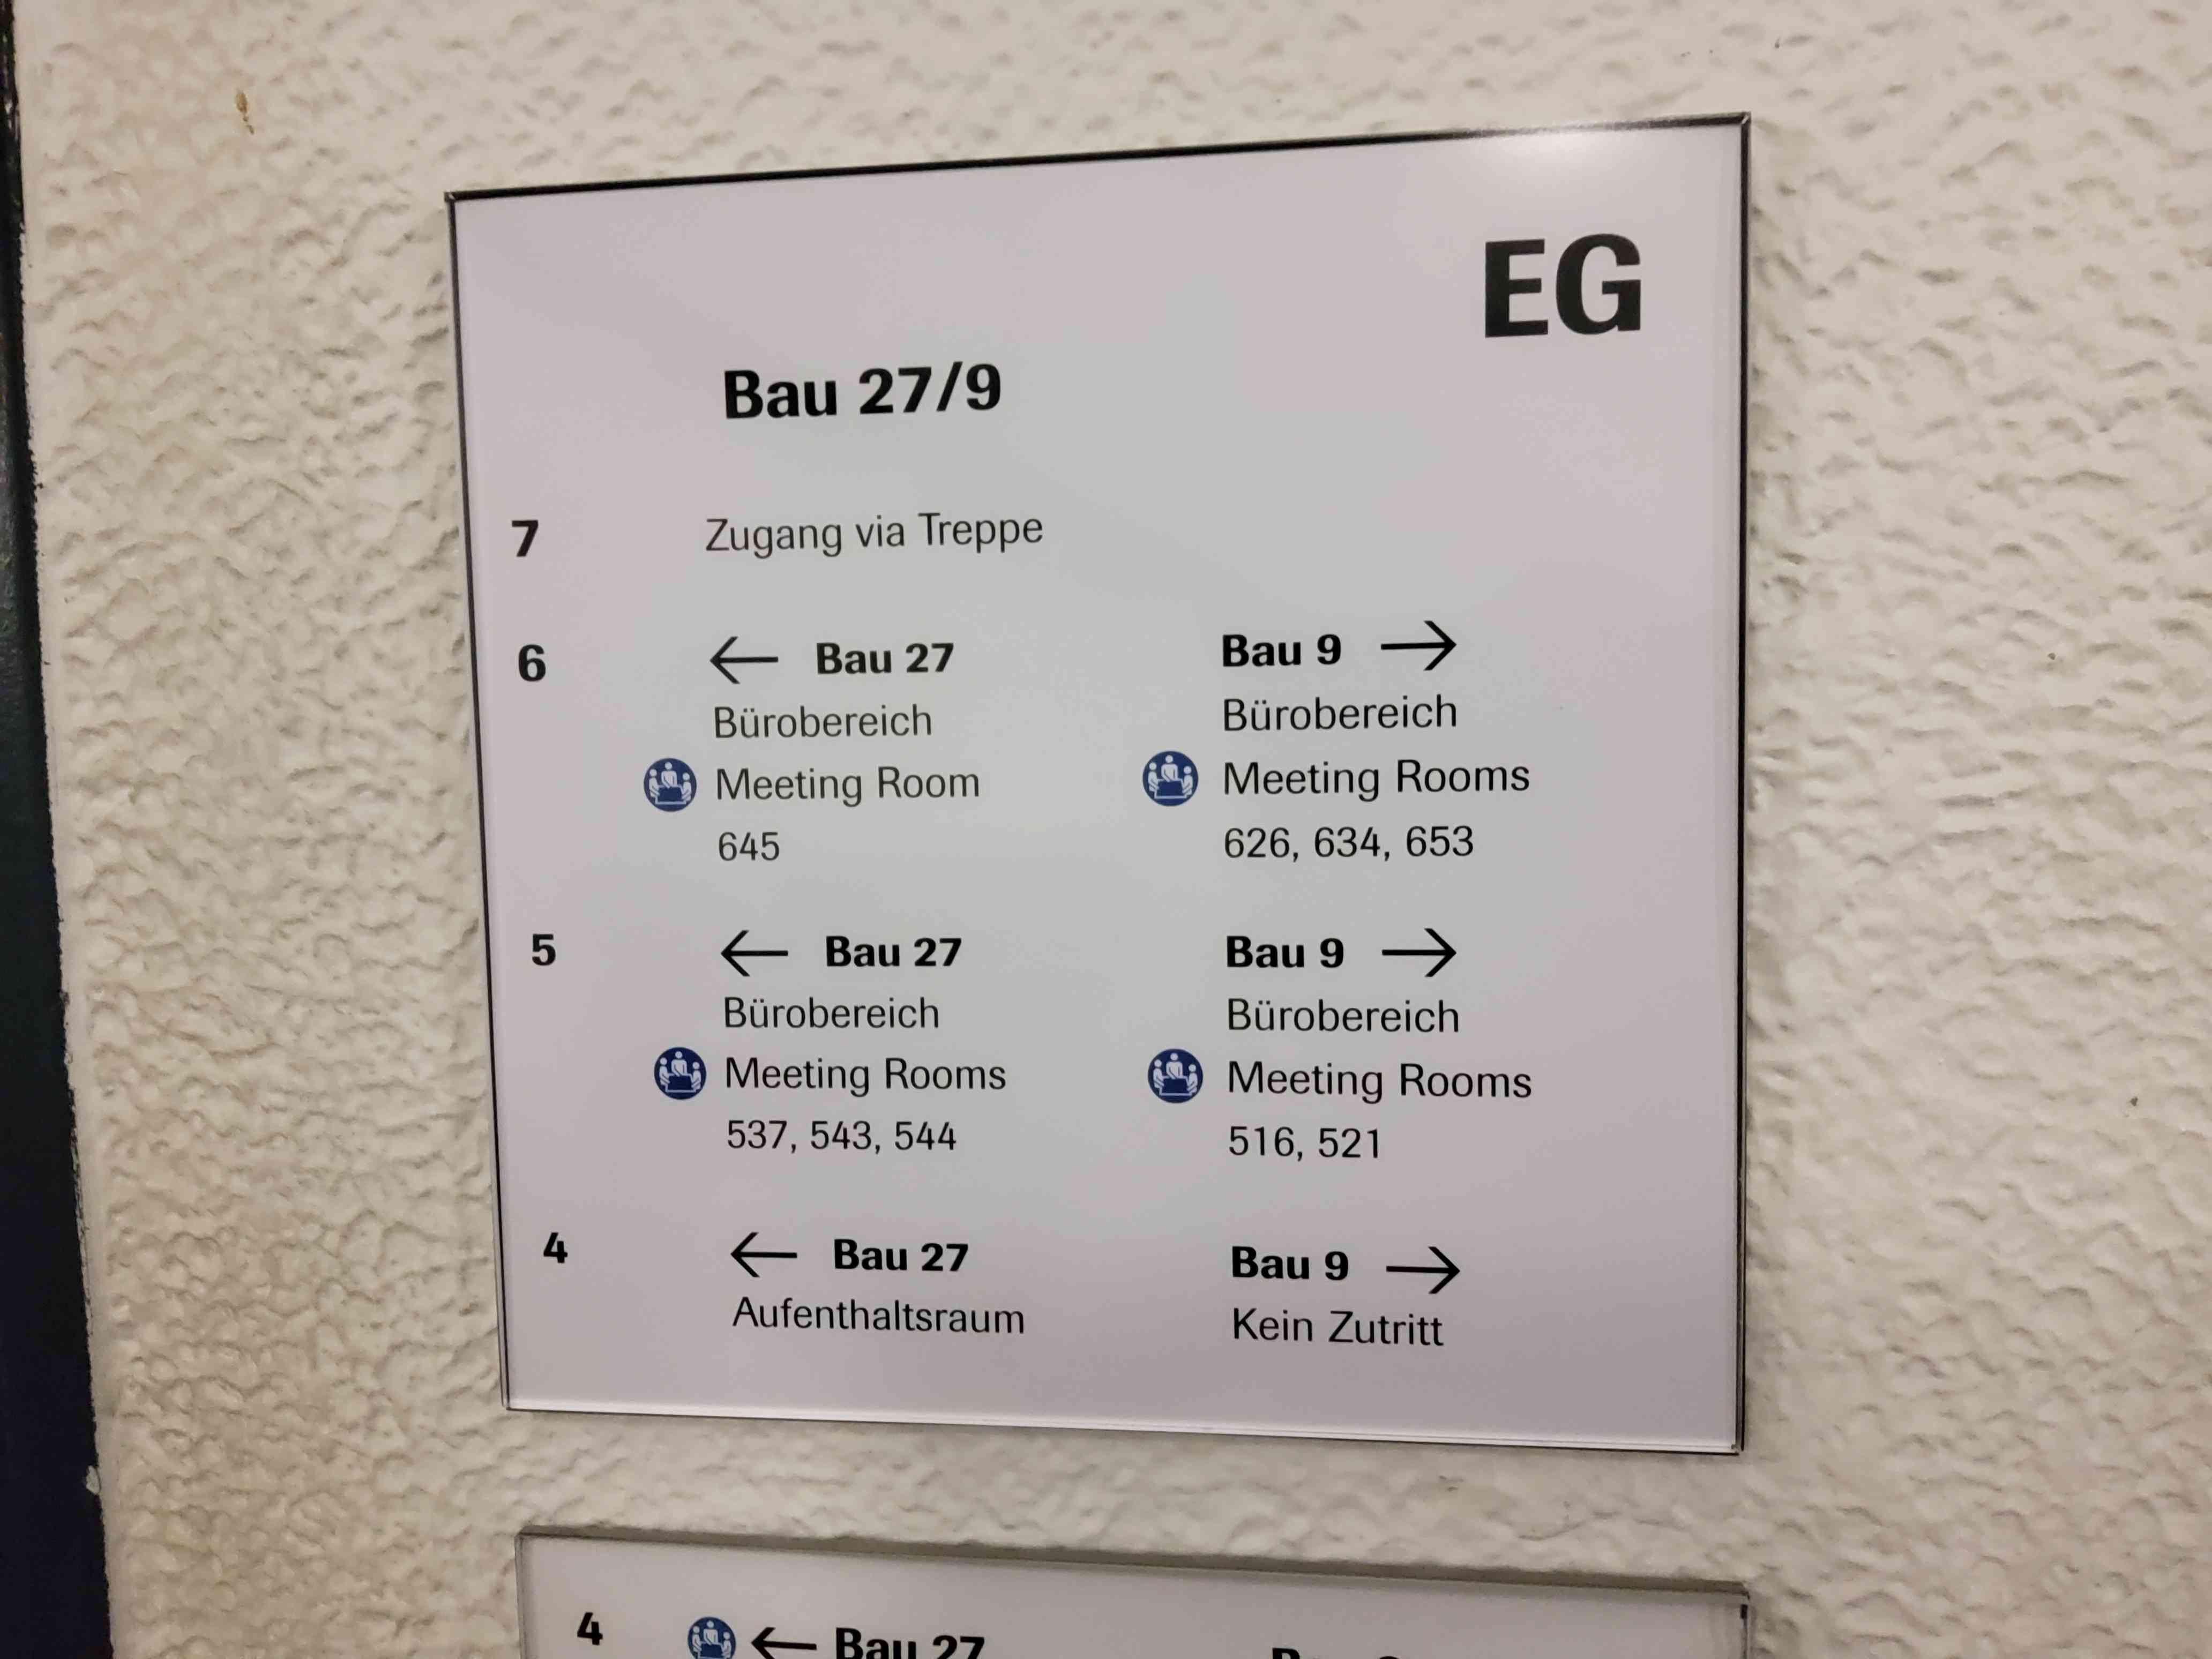 EG
Bau 27/9
7 Zugang via Treppe
6 ← Bau 27 Bau 9 →
Bürobereich Bürobereich
Meeting Room Meeting Rooms
645 626, 634, 653
5 ← Bau 27 Bau 9 →
Bürobereich Bürobereich
Meeting Rooms Meeting Rooms
537, 543, 544 516, 521
4 ← Bau 27 Bau 9 →
Aufenthaltsraum Kein Zutritt
4 ← Bau 27